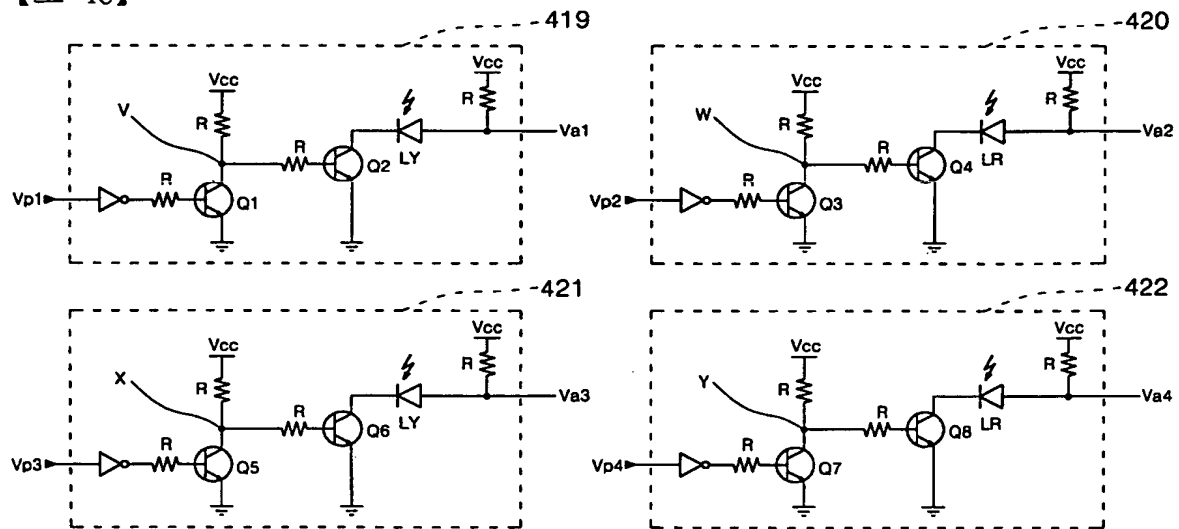 419
Vcc
R
V
Vcc
R
R
Va1
LY
Q2
R
Vp1
Q1
420
Vcc
R
W
Vcc
R
R
Va2
LR
Q4
R
Vp2
Q3
421
Vcc
R
X
Vcc
R
R
Va3
LY
Q6
R
Vp3
Q5
422
Vcc
R
Y
Vcc
R
R
Va4
LR
Q8
R
Vp4
Q7